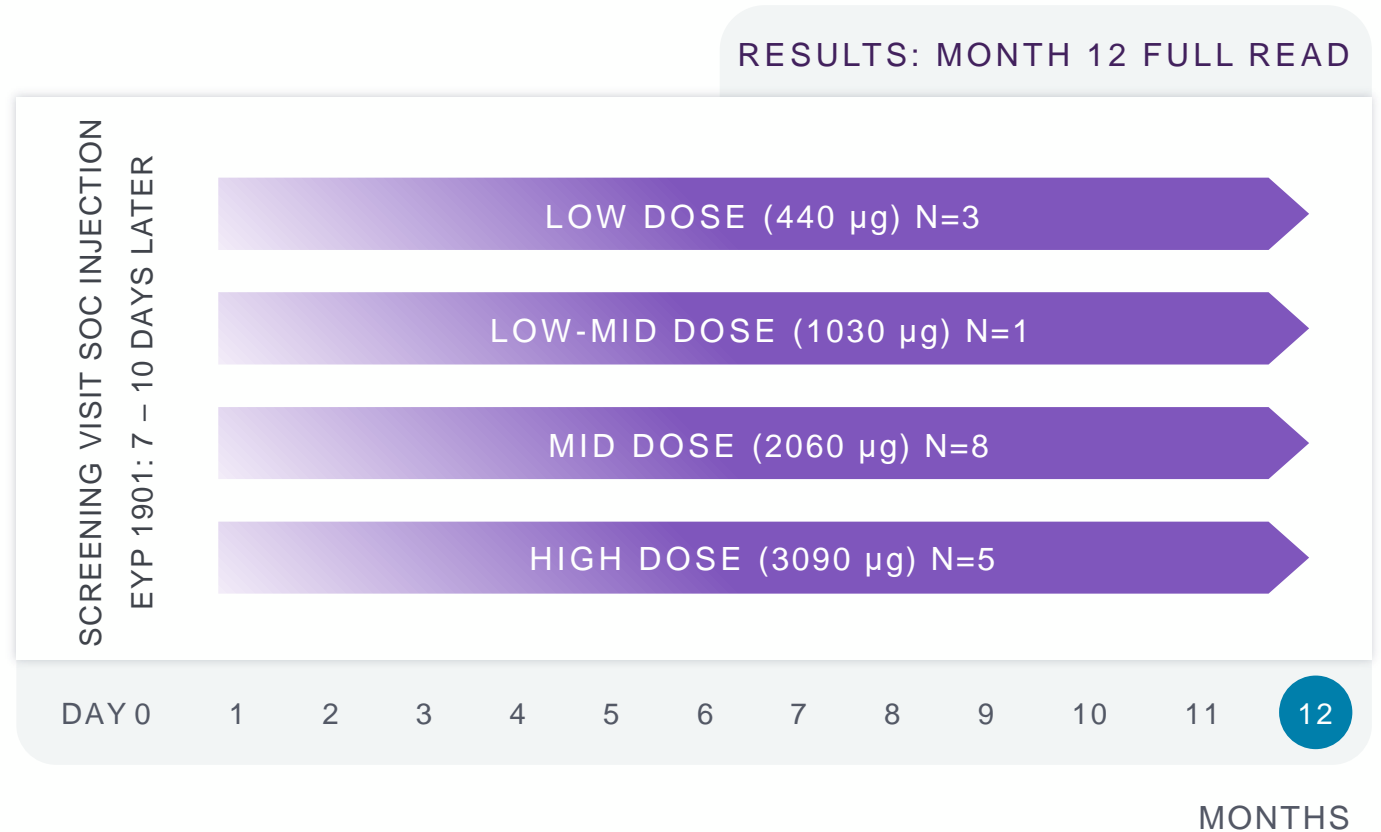 RESULTS: MONTH 12 FULL READ
SCREENING VISIT SOC INJECTION
EYP 1901: 7 – 10 DAYS LATER
LOW DOSE (440 µg) N=3
LOW-MID DOSE (1030 µg) N=1
MID DOSE (2060 µg) N=8
HIGH DOSE (3090 µg) N=5
DAY 0 1 2 3 4 5 6 7 8 9 10 11 12
MONTHS